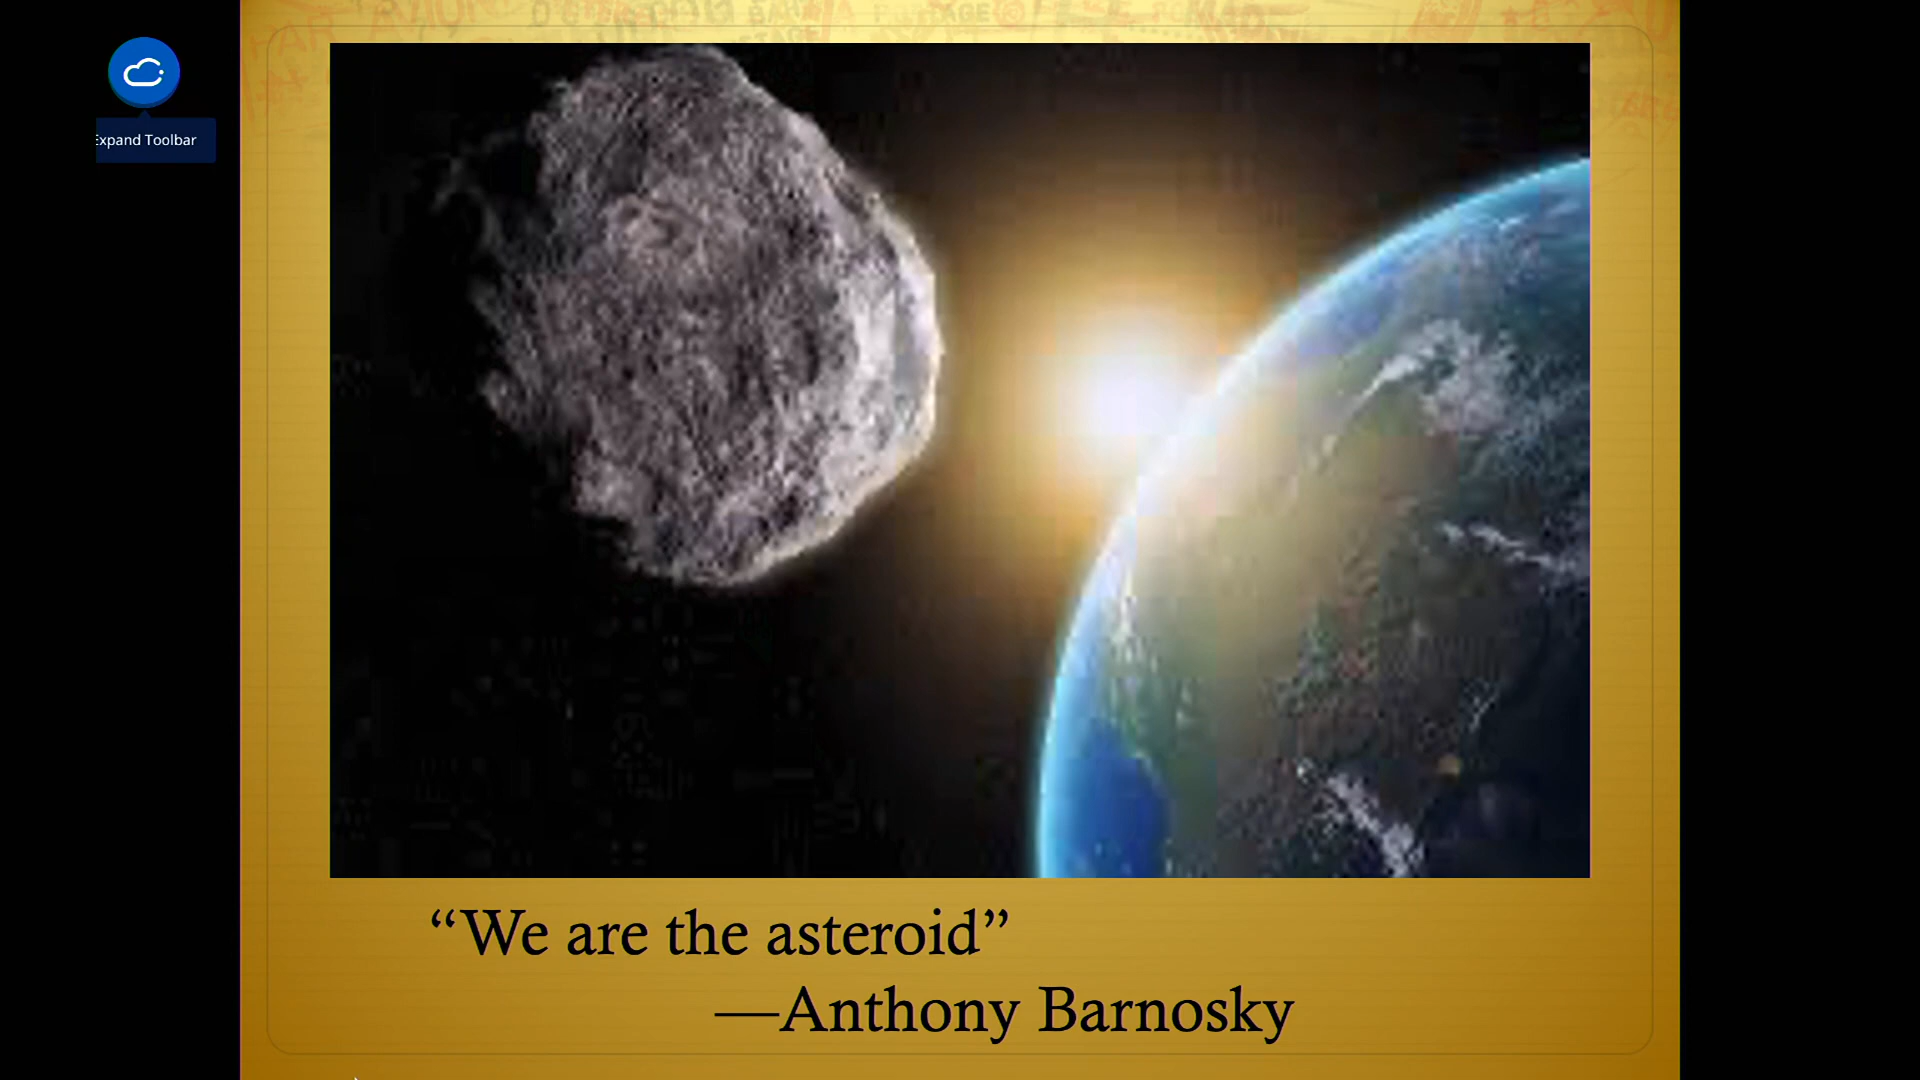 Expand Toolbar
“We are the asteroid”
—Anthony Barnosky